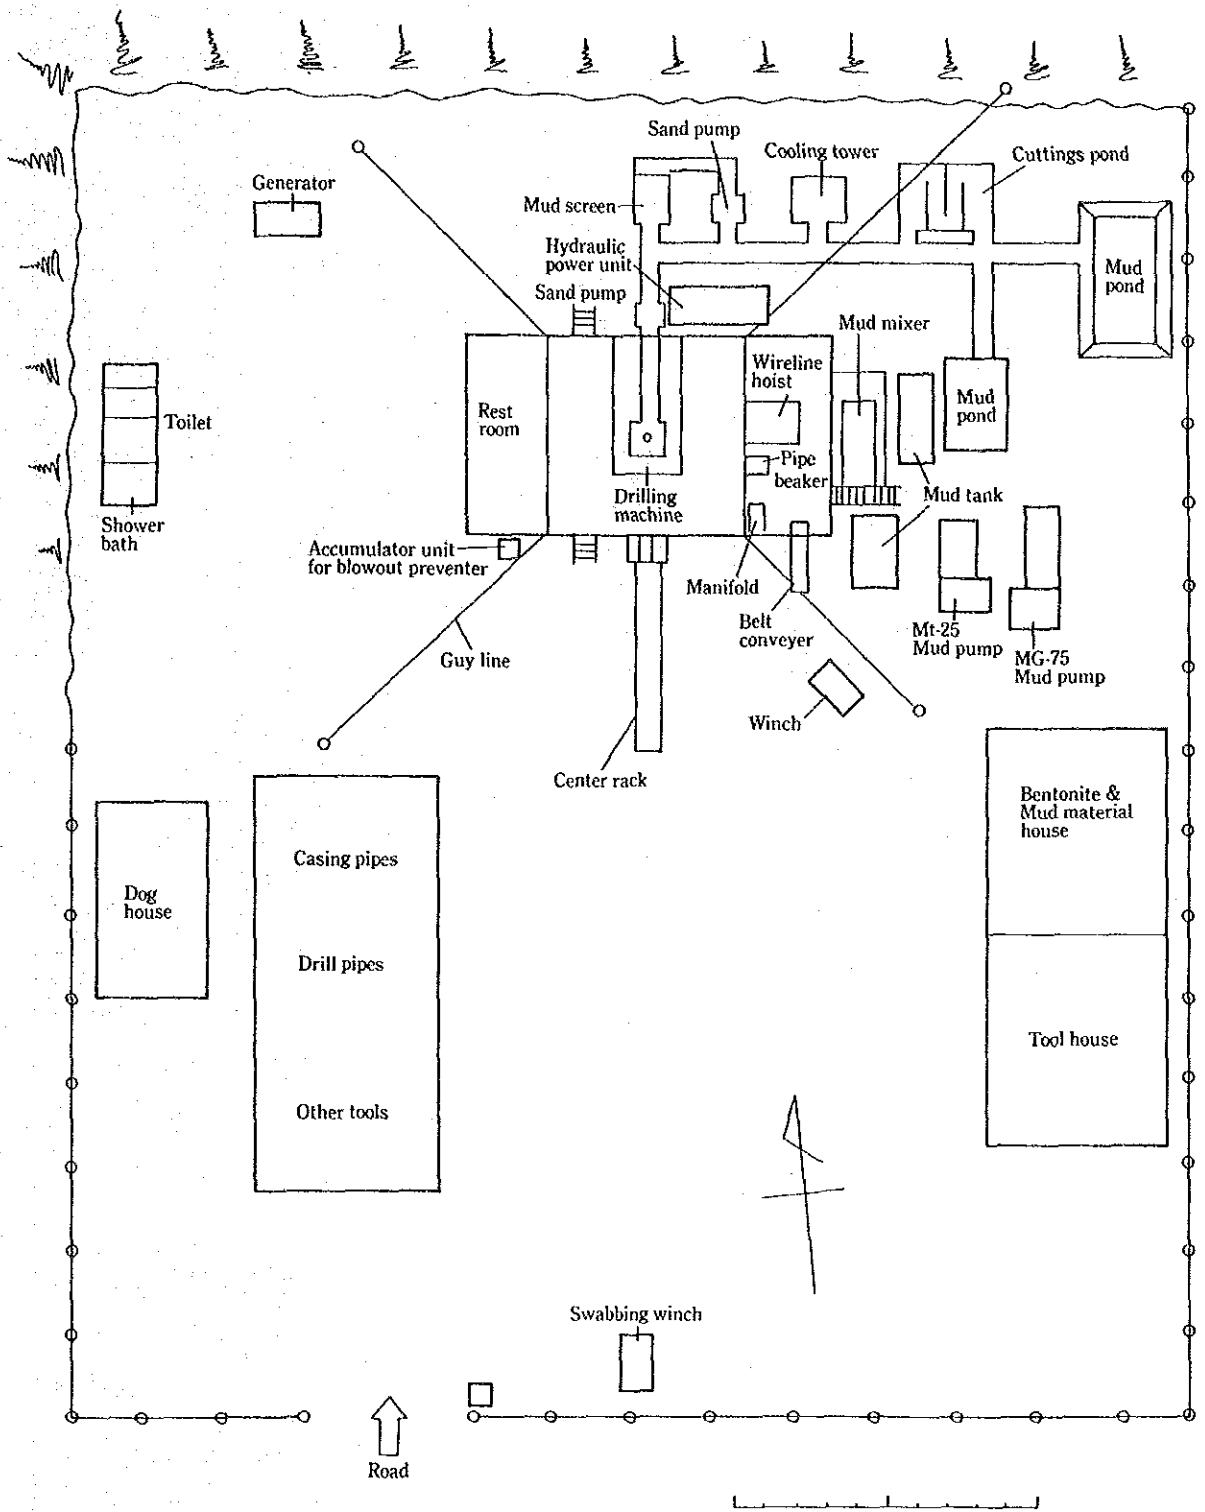 Sand pump
Cooling tower
Cuttings pond
Generator
Mud screen
Hydraulic
power unit
Sand pump
Mud
pond
Mud mixer
Wireline
hoist
Rest
room
Mud
pond
Toilet
Pipe
beaker
Drilling
machine
Mud tank
Shower
bath
Accumulator unit
for blowout preventer
Manifold
Belt
conveyer
Mt-25
Mud pump
MG-75
Mud pump
Guy line
Winch
Center rack
Bentonite &
Mud material
house
Casing pipes
Dog
house
Drill pipes
Tool house
Other tools
Swabbing winch
Road